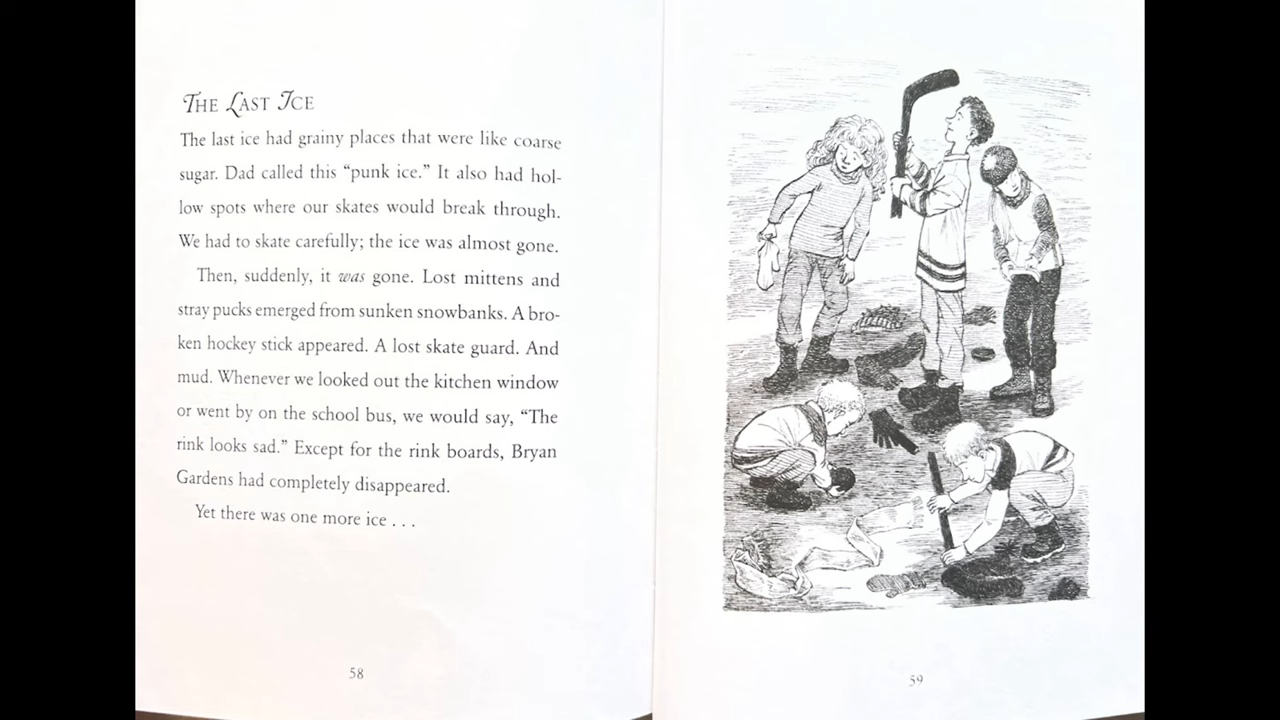 The Last Ice
The last ice had grainy places that were like coarse
sugar. Dad called this “punk ice.” It also had hol-
low spots where our skates would break through.
We had to skate carefully; the ice was almost gone.
Then, suddenly, it was gone. Lost mittens and
stray pucks emerged from sunken snowbanks. A bro-
ken hockey stick appeared. A lost skate guard. And
mud. Whenever we looked out the kitchen window
or went by on the school bus, we would say, “The
rink looks sad.” Except for the rink boards, Bryan
Gardens had completely disappeared.
Yet there was one more ice . . .
58
59